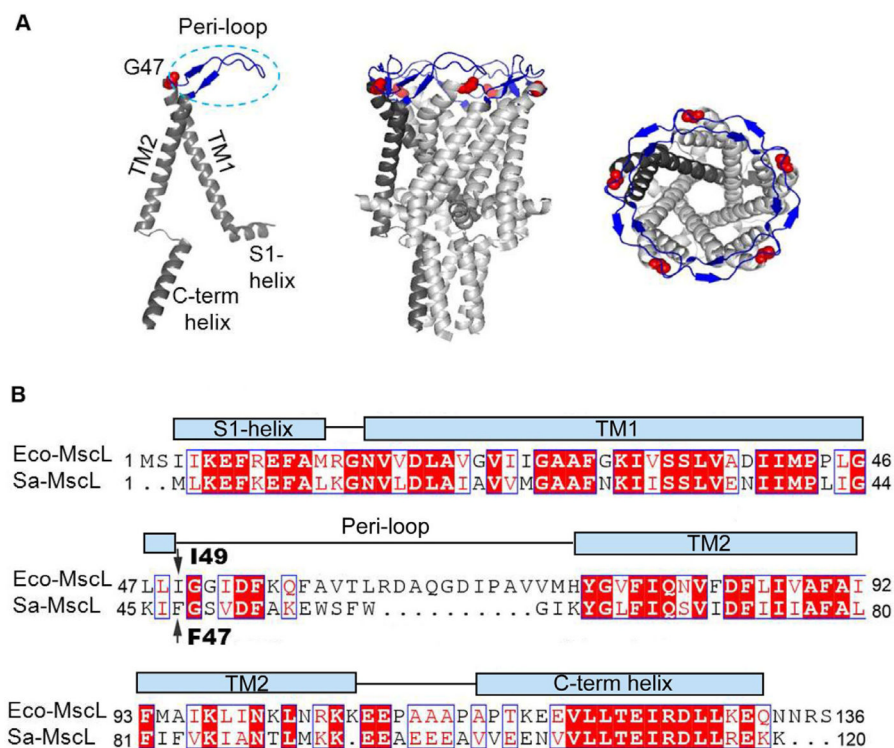 A
Peri-loop
G47
TM2
TM1
S1-
helix
C-term
helix
B
S1-helix TM1
Eco-MscL 1 MSIIKEFREFAMRGNVVDLAVGVIIGAAFGKIVSSLVADIIMPPLG 46
Sa-MscL 1 ..MLKEFKEFALKGNVLDLAIAVVMGAAFNKIISSLVENIIMPLIG 44
Peri-loop TM2
I49
Eco-MscL 47 LLIGGIDFKQFAVTLRDAQGDIPAVVMHYGVFIQNVFDFLIVAFAI 92
Sa-MscL 45 KIFGSVDFAKEWSFW..........GIKYGLFIQSVIDFIIIAFAL 80
F47
TM2 C-term helix
Eco-MscL 93 FMAIKLINKLNRKKEEPAAAPAPTKEEVLLTEIRDLLKEQNNRS 136
Sa-MscL 81 FIFVKIANTLMKKEEAEEEAVVEENVVLLTEIRDLLREKK.... 120